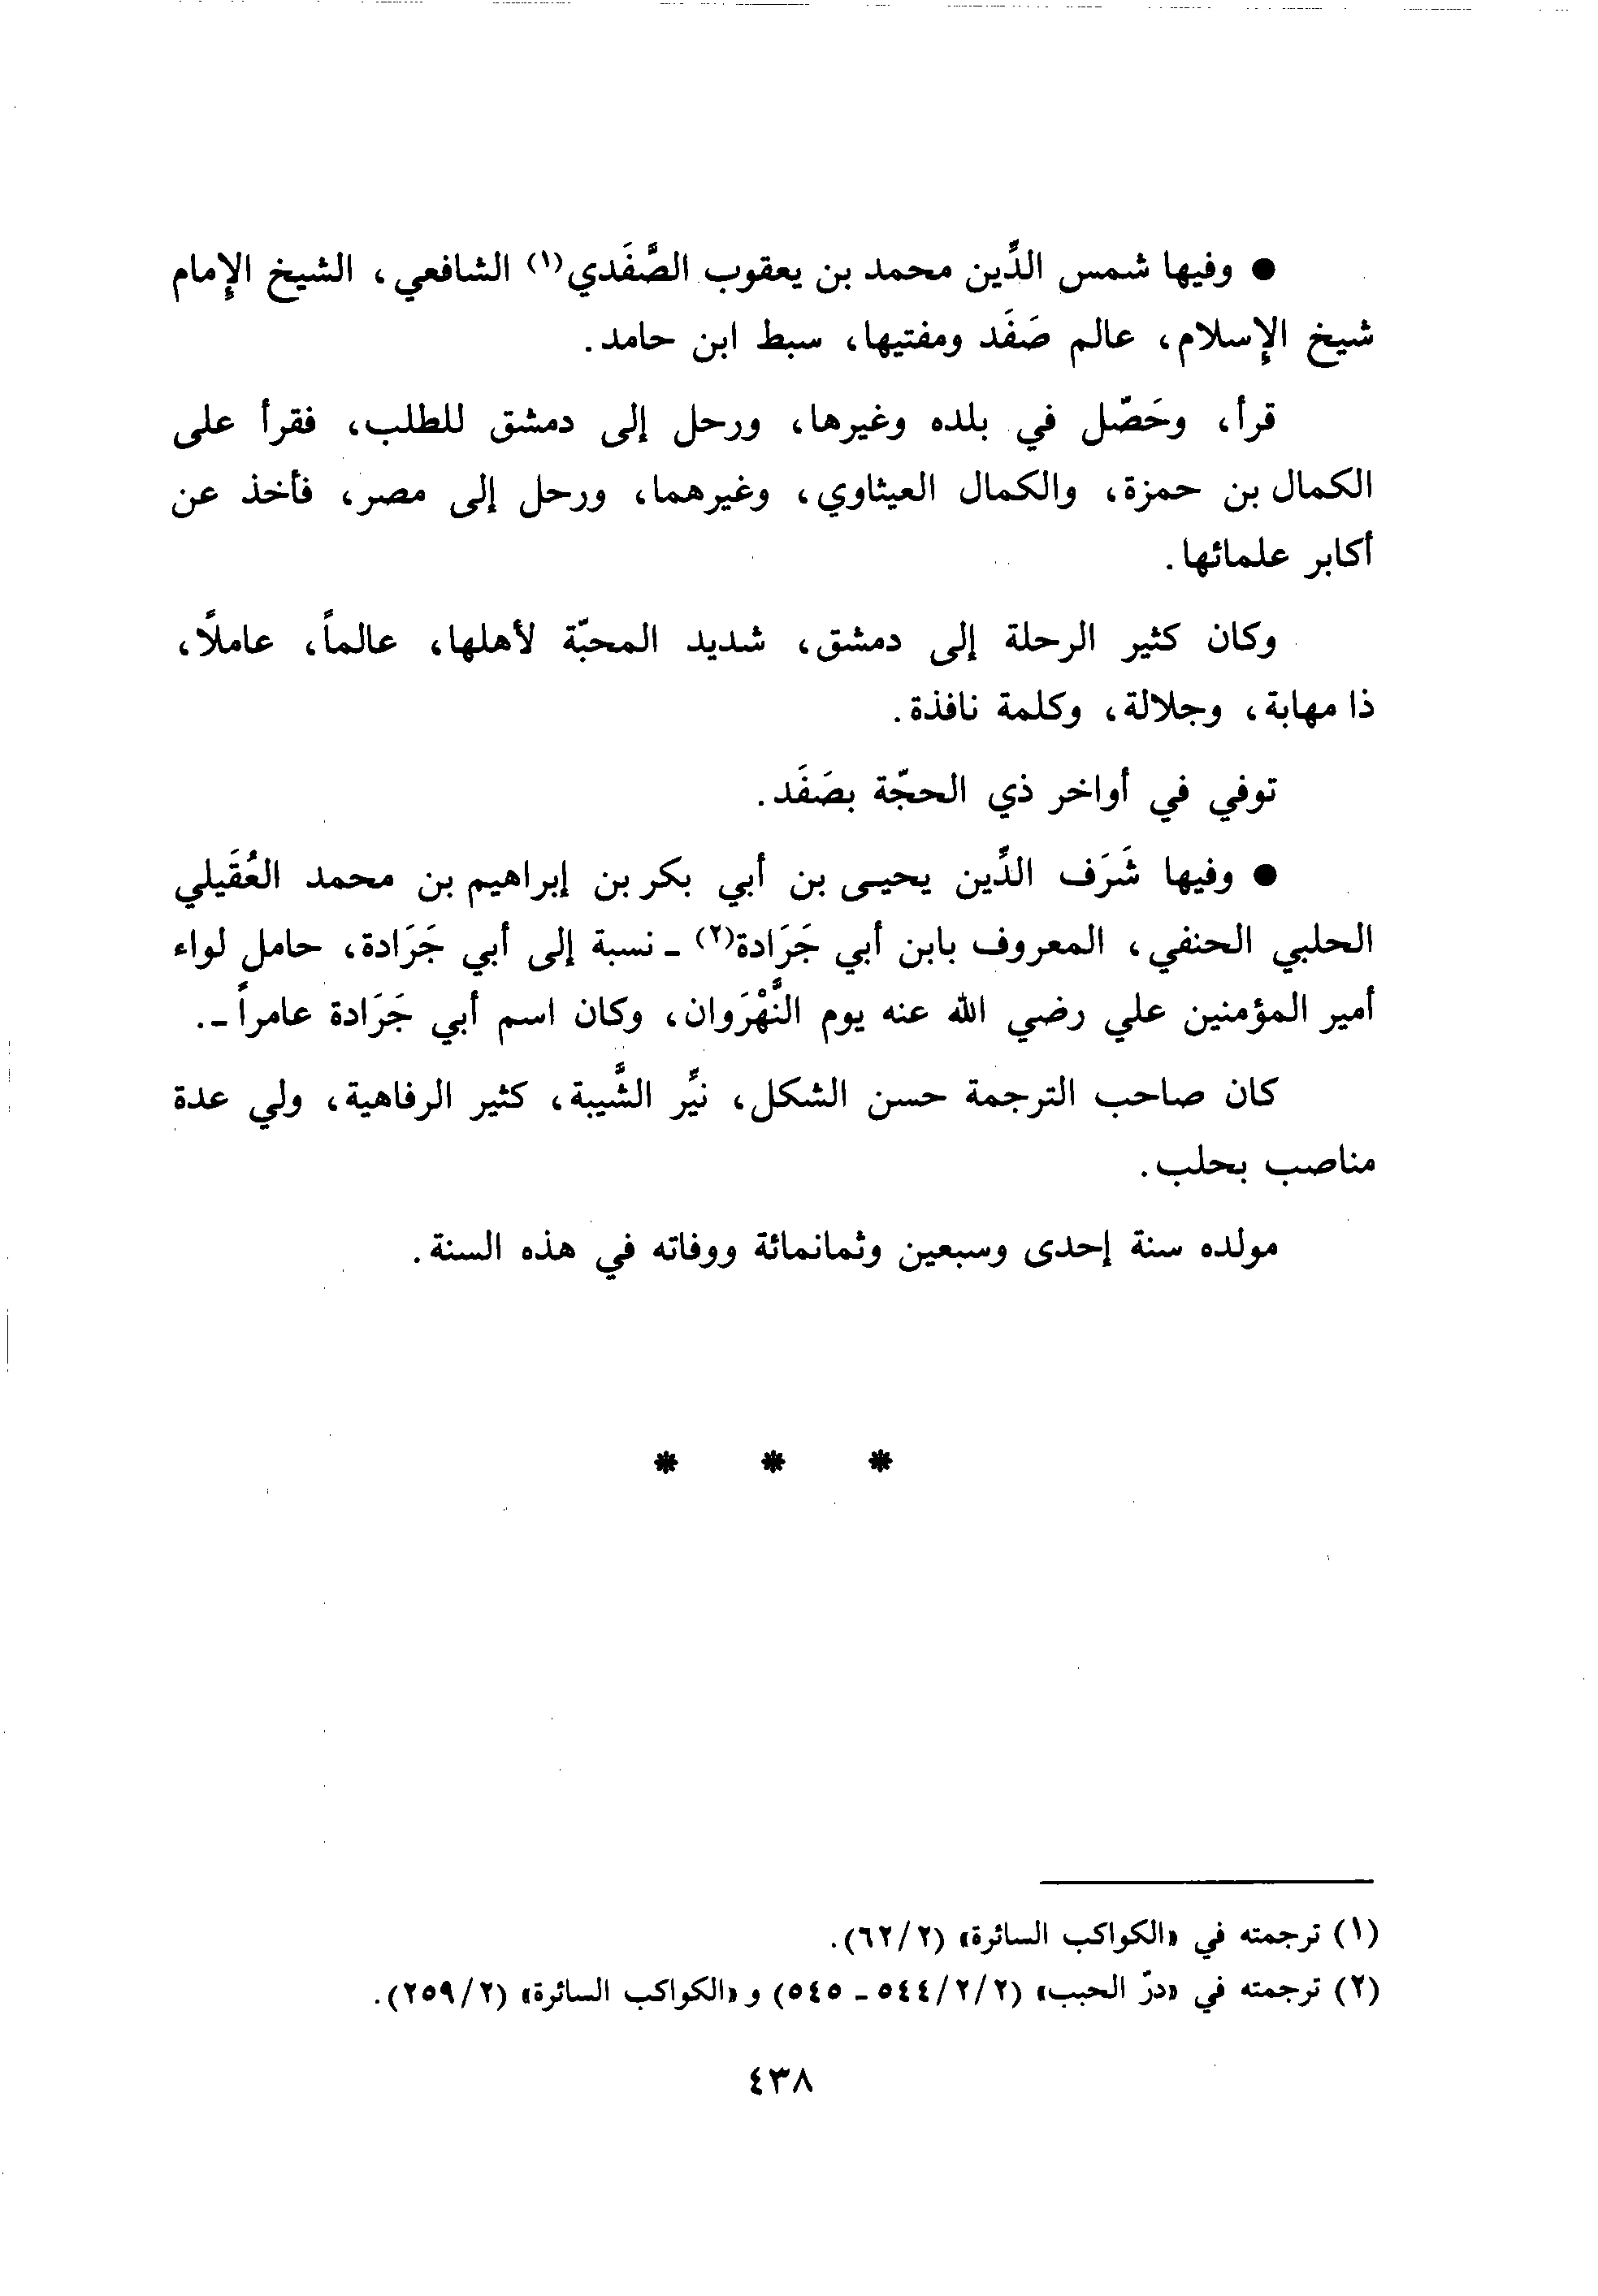 ● وفيها شمس الدِّين محمد بن يعقوب الصَّفَدي(١) الشافعي، الشيخ الإمام
شيخ الإسلام، عالم صَفَد ومفتيها، سبط ابن حامد.
قرأ، وحَصّل في بلده وغيرها، ورحل إلى دمشق للطلب، فقرأ على
الكمال بن حمزة، والكمال العيثاوي، وغيرهما، ورحل إلى مصر، فأخذ عن
أكابر علمائها.
وكان كثير الرحلة إلى دمشق، شديد المحبّة لأهلها، عالماً، عاملًا،
ذا مهابة، وجلالة، وكلمة نافذة.
توفي في أواخر ذي الحجّة بصَفَد.
● وفيها شَرَف الدِّين يحيى بن أبي بكر بن إبراهيم بن محمد العُقَيلي
الحلبي الحنفي، المعروف بابن أبي جَرَادة(٢) ـ نسبة إلى أبي جَرَادة، حامل لواء
أمير المؤمنين علي رضي الله عنه يوم النَّهْرَوان، وكان اسم أبي جَرَادة عامراً ـ.
كان صاحب الترجمة حسن الشكل، نيِّر الشَّيبة، كثير الرفاهية، ولي عدة
مناصب بحلب.
مولده سنة إحدى وسبعين وثمانمائة ووفاته في هذه السنة.
* * *
(١) ترجمته في «الكواكب السائرة» (٦٢/٢).
(٢) ترجمته في «درّ الحبب» (٥٤٤/٢/٢ ـ ٥٤٥) و«الكواكب السائرة» (٢٥٩/٢).
٤٣٨